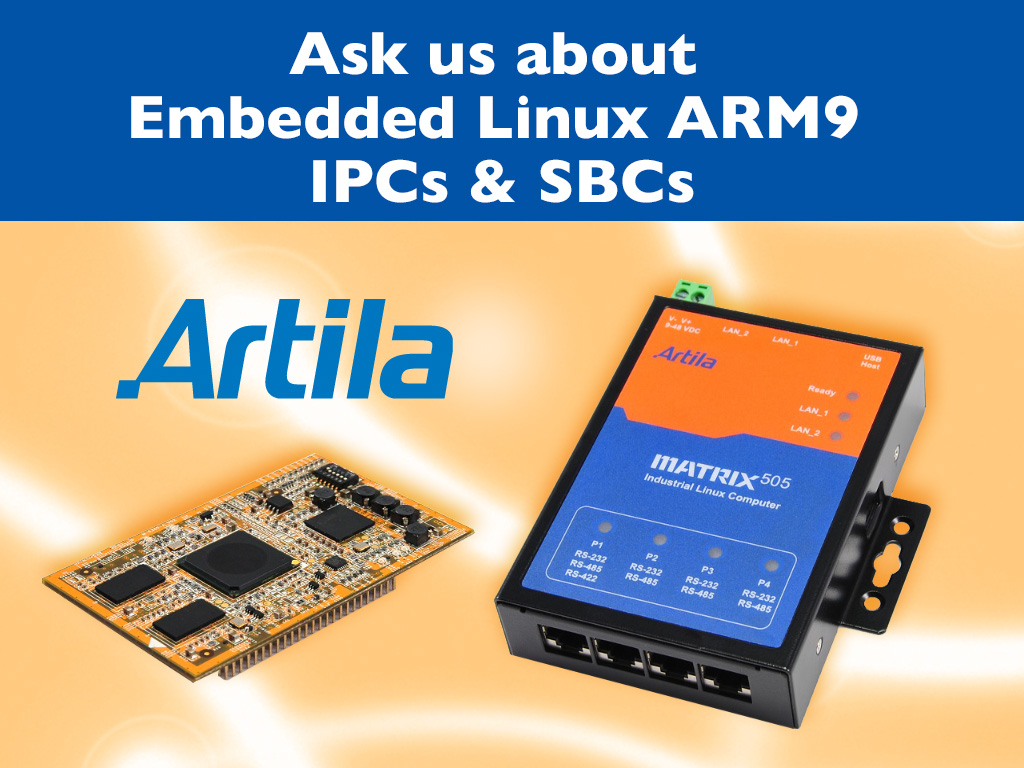 Ask us about
Embedded Linux ARM9
IPCs & SBCs
Artila
V- V+
9-48 VDC
LAN_2
LAN_1
USB
Host
Artila
Ready
LAN_1
LAN_2
MATRIX505
Industrial Linux Computer
P1
RS-232
RS-485
RS-422
P2
RS-232
RS-485
P3
RS-232
RS-485
P4
RS-232
RS-485